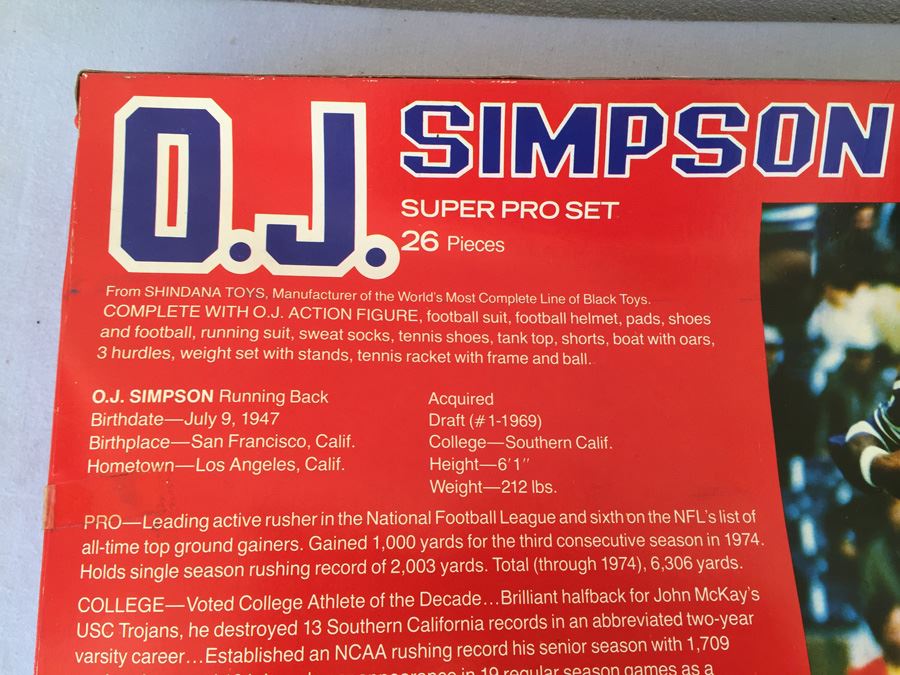 O.J. SIMPSON
SUPER PRO SET
26 Pieces
From SHINDANA TOYS, Manufacturer of the World's Most Complete Line of Black Toys.
COMPLETE WITH O.J. ACTION FIGURE, football suit, football helmet, pads, shoes
and football, running suit, sweat socks, tennis shoes, tank top, shorts, boat with oars,
3 hurdles, weight set with stands, tennis racket with frame and ball.
O.J. SIMPSON Running Back
Birthdate—July 9, 1947
Birthplace—San Francisco, Calif.
Hometown—Los Angeles, Calif.
Acquired
Draft (#1-1969)
College—Southern Calif.
Height—6'1"
Weight—212 lbs.
PRO—Leading active rusher in the National Football League and sixth on the NFL's list of
all-time top ground gainers. Gained 1,000 yards for the third consecutive season in 1974.
Holds single season rushing record of 2,003 yards. Total (through 1974), 6,306 yards.
COLLEGE—Voted College Athlete of the Decade...Brilliant halfback for John McKay's
USC Trojans, he destroyed 13 Southern California records in an abbreviated two-year
varsity career...Established an NCAA rushing record his senior season with 1,709
in 19 regular season games as a